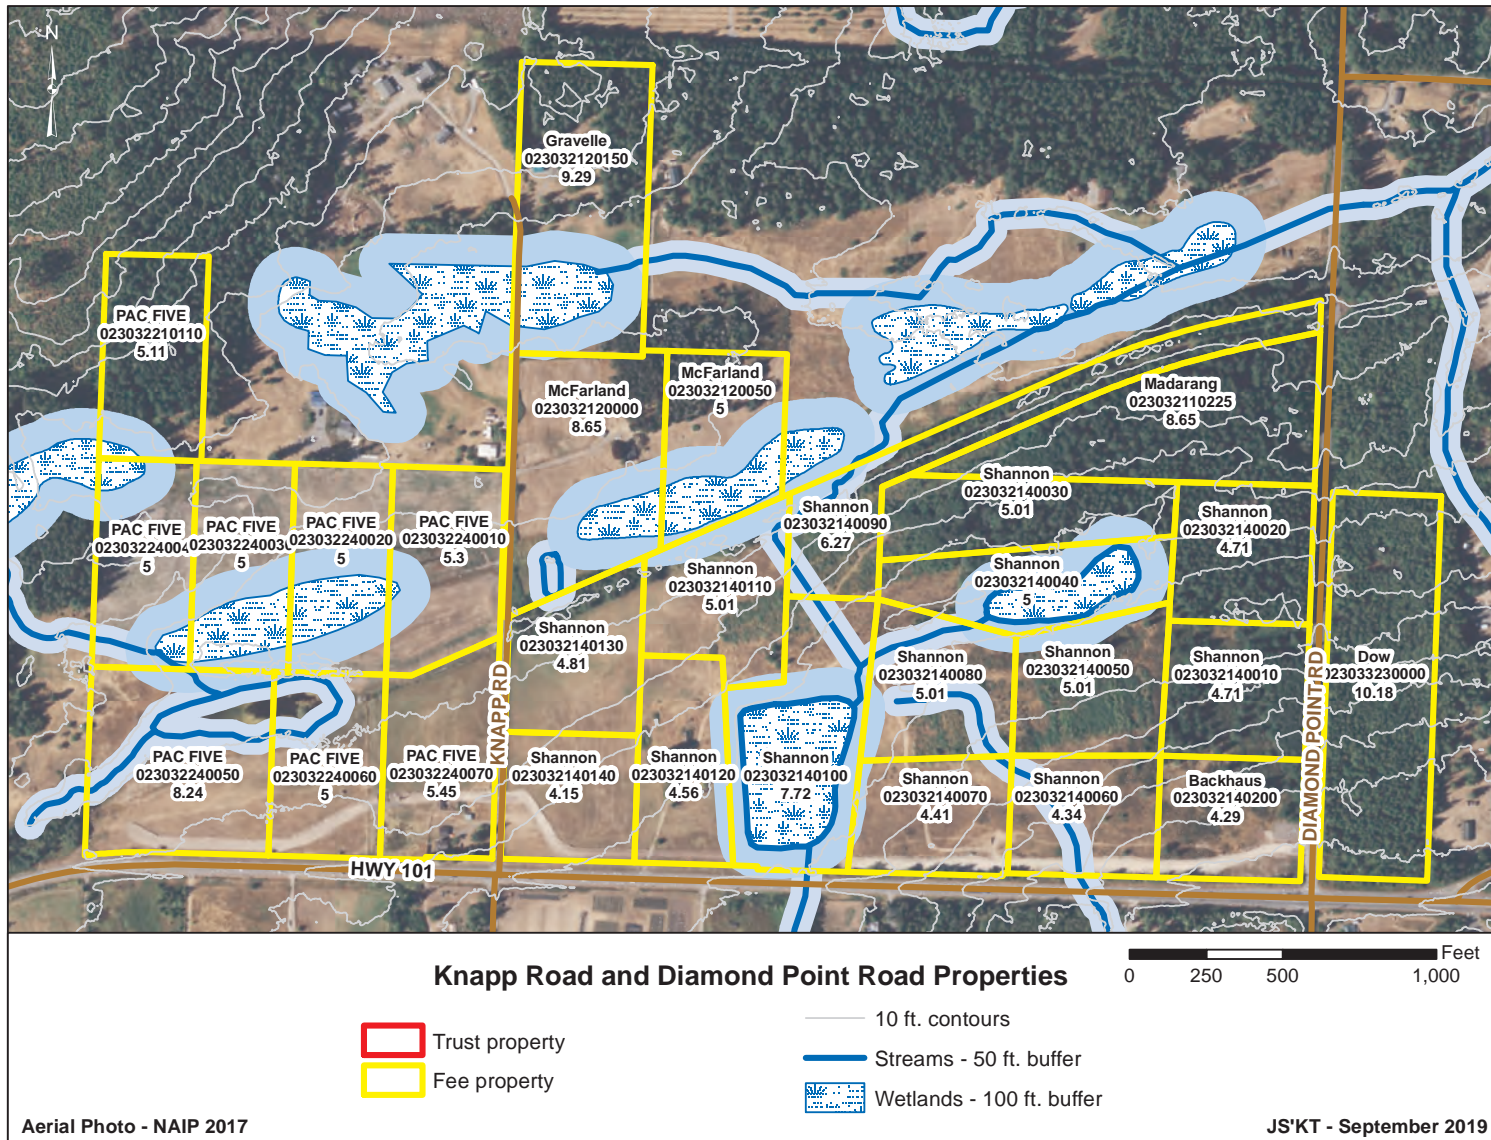 N
Gravelle
023032120150
9.29
PAC FIVE
023032210110
5.11
McFarland
023032120000
8.65
McFarland
023032120050
5
Madarang
023032110225
8.65
PAC FIVE
5
PAC FIVE
5
PAC FIVE
023032240020
5
PAC FIVE
023032240010
5.3
Shannon
023032140090
6.27
Shannon
023032140030
5.01
Shannon
023032140020
4.71
Shannon
023032140110
5.01
Shannon
023032140040
5
Shannon
023032140130
4.81
Shannon
023032140080
5.01
Shannon
023032140050
5.01
Shannon
023032140010
4.71
Dow
023033230000
10.18
KNAPP RD
DIAMOND POINT RD
PAC FIVE
023032240050
8.24
PAC FIVE
023032240060
5
PAC FIVE
023032240070
5.45
Shannon
023032140140
4.15
Shannon
023032140120
4.56
Shannon
023032140100
7.72
Shannon
023032140070
4.41
Shannon
023032140060
4.34
Backhaus
023032140200
4.29
HWY 101
Knapp Road and Diamond Point Road Properties
Feet
0 250 500 1,000
Trust property
Fee property
10 ft. contours
Streams - 50 ft. buffer
Wetlands - 100 ft. buffer
Aerial Photo - NAIP 2017
JS'KT - September 2019